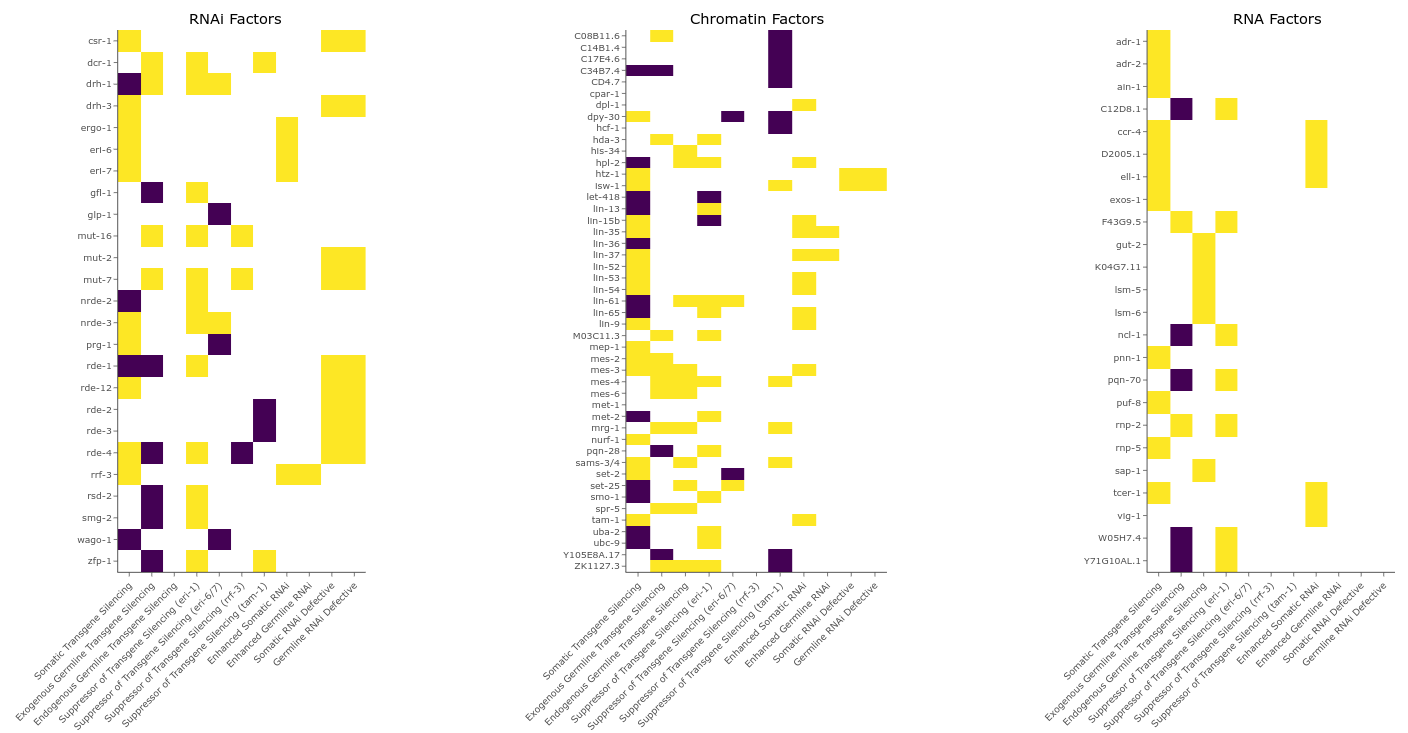 RNAi Factors
csr-1
dcr-1
drh-1
drh-3
ergo-1
eri-6
eri-7
gfl-1
glp-1
mut-16
mut-2
mut-7
nrde-2
nrde-3
prg-1
rde-1
rde-12
rde-2
rde-3
rde-4
rrf-3
rsd-2
smg-2
wago-1
zfp-1
Somatic Transgene Silencing
Exogenous Germline Transgene Silencing
Endogenous Germline Transgene Silencing
Suppressor of Transgene Silencing (eri-1)
Suppressor of Transgene Silencing (eri-6/7)
Suppressor of Transgene Silencing (rrf-3)
Suppressor of Transgene Silencing (tam-1)
Enhanced Somatic RNAi
Enhanced Germline RNAi
Somatic RNAi Defective
Germline RNAi Defective
Chromatin Factors
C08B11.6
C14B1.4
C17E4.6
C34B7.4
CD4.7
cpar-1
dpl-1
dpy-30
hcf-1
hda-3
his-34
hpl-2
htz-1
isw-1
let-418
lin-13
lin-15b
lin-35
lin-36
lin-37
lin-52
lin-53
lin-54
lin-61
lin-65
lin-9
M03C11.3
mep-1
mes-2
mes-3
mes-4
mes-6
met-1
met-2
mrg-1
nurf-1
pqn-28
sams-3/4
set-2
set-25
smo-1
spr-5
tam-1
uba-2
ubc-9
Y105E8A.17
ZK1127.3
Somatic Transgene Silencing
Exogenous Germline Transgene Silencing
Endogenous Germline Transgene Silencing
Suppressor of Transgene Silencing (eri-1)
Suppressor of Transgene Silencing (eri-6/7)
Suppressor of Transgene Silencing (rrf-3)
Suppressor of Transgene Silencing (tam-1)
Enhanced Somatic RNAi
Enhanced Germline RNAi
Somatic RNAi Defective
Germline RNAi Defective
RNA Factors
adr-1
adr-2
ain-1
C12D8.1
ccr-4
D2005.1
ell-1
exos-1
F43G9.5
gut-2
K04G7.11
lsm-5
lsm-6
ncl-1
pnn-1
pqn-70
puf-8
rnp-2
rnp-5
sap-1
tcer-1
vig-1
W05H7.4
Y71G10AL.1
Somatic Transgene Silencing
Exogenous Germline Transgene Silencing
Endogenous Germline Transgene Silencing
Suppressor of Transgene Silencing (eri-1)
Suppressor of Transgene Silencing (eri-6/7)
Suppressor of Transgene Silencing (rrf-3)
Suppressor of Transgene Silencing (tam-1)
Enhanced Somatic RNAi
Enhanced Germline RNAi
Somatic RNAi Defective
Germline RNAi Defective